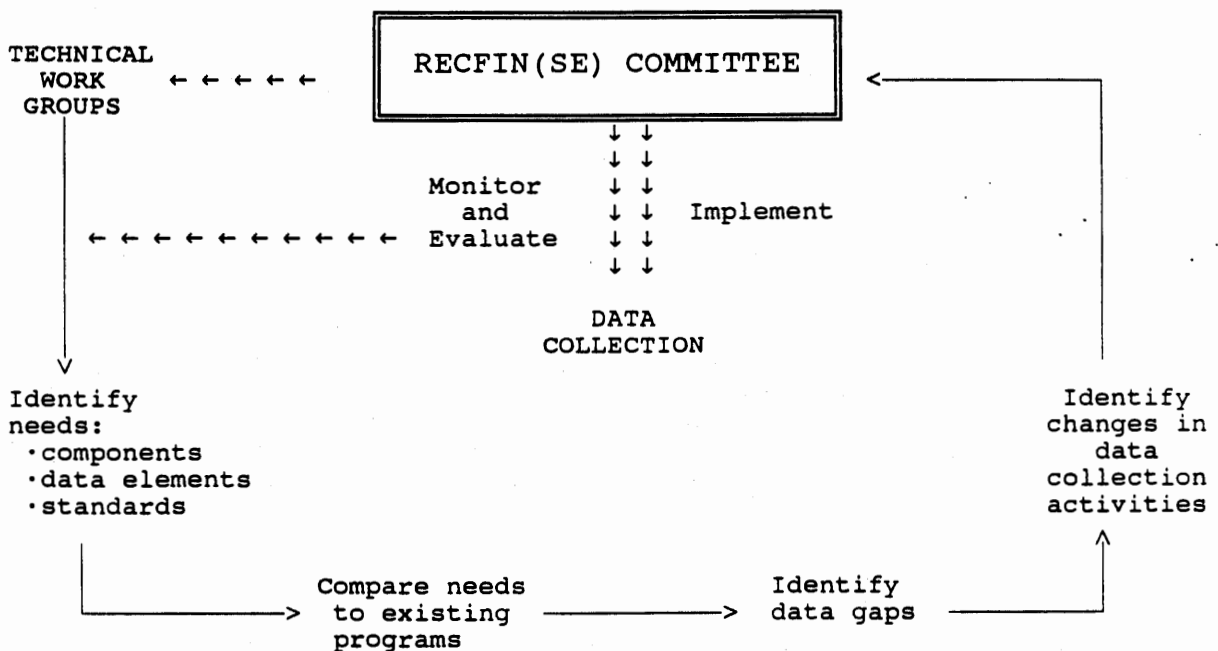 RECFIN(SE) COMMITTEE
TECHNICAL
WORK
GROUPS
Monitor
and
Evaluate
Implement
DATA
COLLECTION
Identify
needs:
·components
·data elements
·standards
Compare needs
to existing
programs
Identify
data gaps
Identify
changes in
data
collection
activities